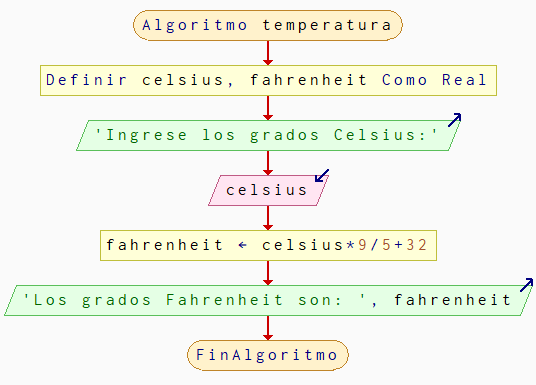 Algoritmo temperatura
Definir celsius, fahrenheit Como Real
'Ingrese los grados Celsius:'
celsius
fahrenheit ← celsius*9/5+32
'Los grados Fahrenheit son: ', fahrenheit
FinAlgoritmo